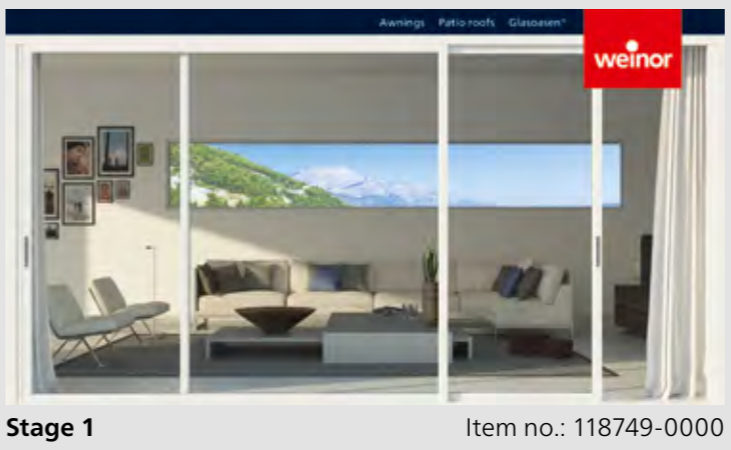 Awnings Patio roofs Glasoasen®
weinor
Stage 1 Item no.: 118749-0000